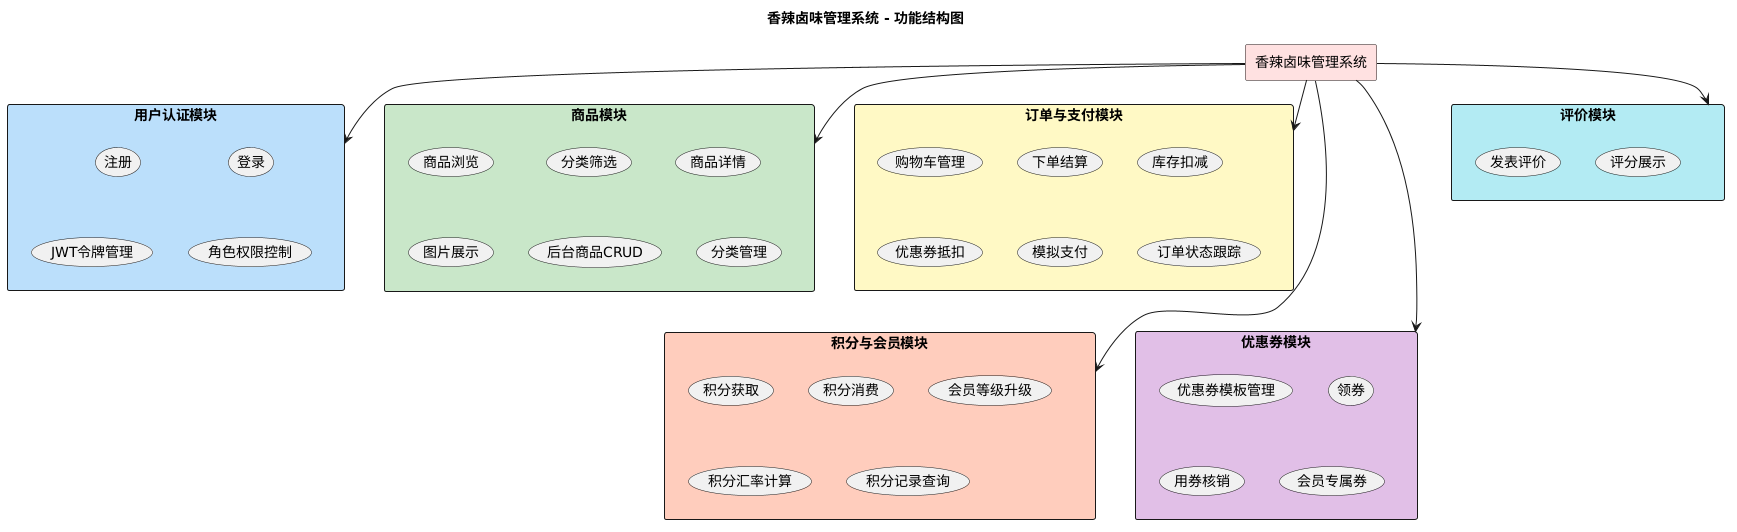 香辣卤味管理系统 - 功能结构图
香辣卤味管理系统
用户认证模块
注册
登录
JWT令牌管理
角色权限控制
商品模块
商品浏览
分类筛选
商品详情
图片展示
后台商品CRUD
分类管理
订单与支付模块
购物车管理
下单结算
库存扣减
优惠券抵扣
模拟支付
订单状态跟踪
评价模块
发表评价
评分展示
积分与会员模块
积分获取
积分消费
会员等级升级
积分汇率计算
积分记录查询
优惠券模块
优惠券模板管理
领券
用券核销
会员专属券